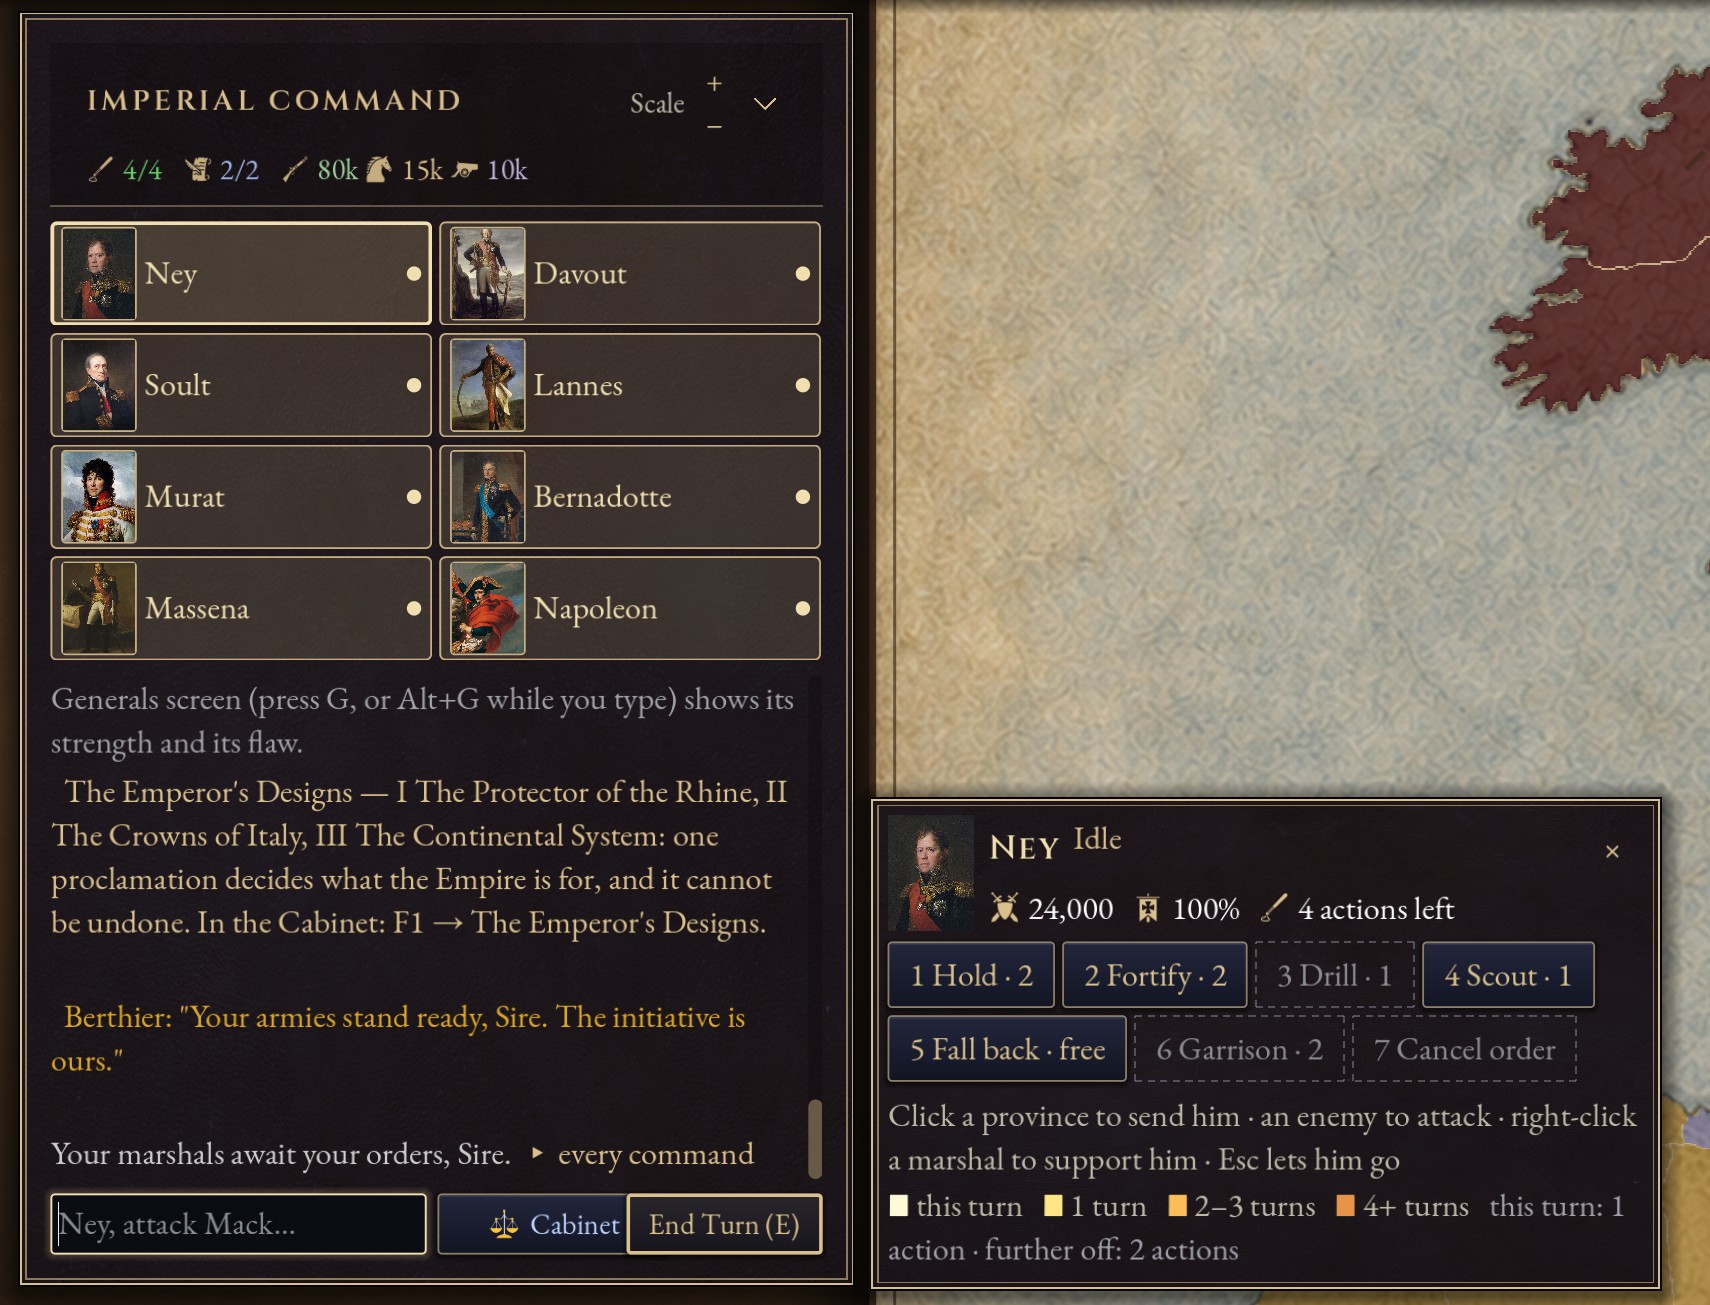 IMPERIAL COMMAND
Scale + −
4/4 2/2 80k 15k 10k
Ney
Davout
Soult
Lannes
Murat
Bernadotte
Massena
Napoleon
Generals screen (press G, or Alt+G while you type) shows its
strength and its flaw.
The Emperor's Designs — I The Protector of the Rhine, II
The Crowns of Italy, III The Continental System: one
proclamation decides what the Empire is for, and it cannot
be undone. In the Cabinet: F1 → The Emperor's Designs.
Berthier: "Your armies stand ready, Sire. The initiative is
ours."
Your marshals await your orders, Sire. ▸ every command
Ney, attack Mack...
Cabinet
End Turn (E)
NEY Idle ×
24,000 100% 4 actions left
1 Hold · 2
2 Fortify · 2
3 Drill · 1
4 Scout · 1
5 Fall back · free
6 Garrison · 2
7 Cancel order
Click a province to send him · an enemy to attack · right-click
a marshal to support him · Esc lets him go
this turn 1 turn 2–3 turns 4+ turns this turn: 1
action · further off: 2 actions